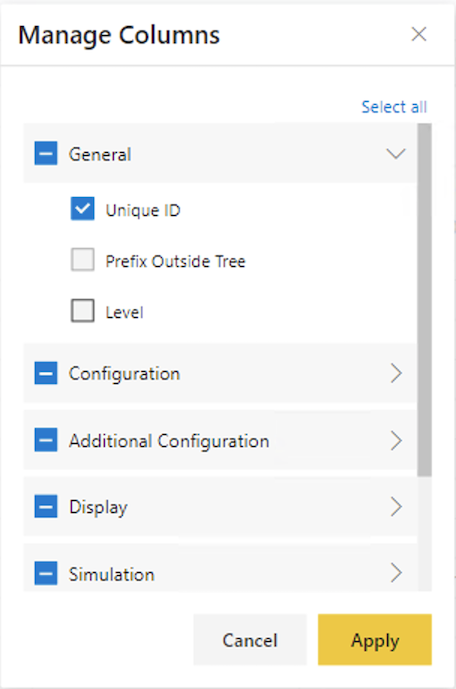 Manage Columns
Select all
General
Unique ID
Prefix Outside Tree
Level
Configuration
Additional Configuration
Display
Simulation
Cancel
Apply